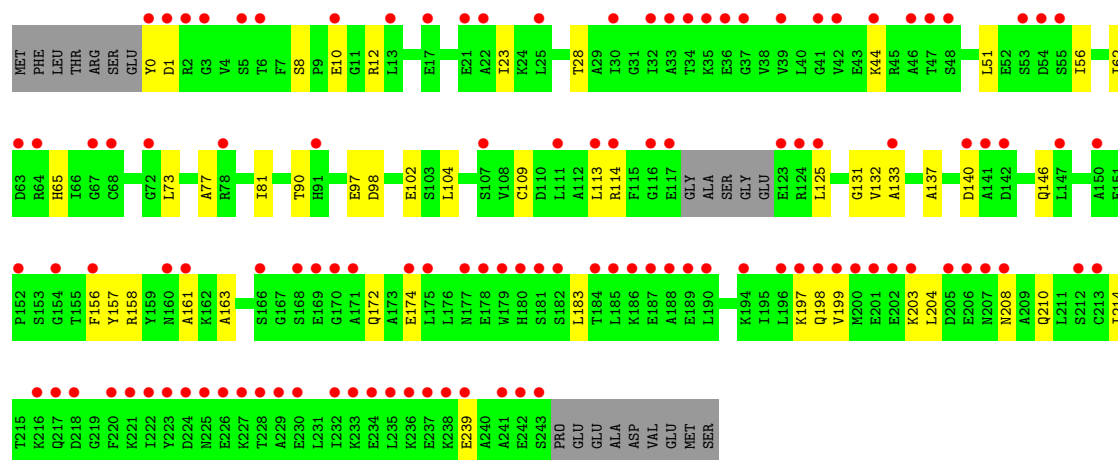 MET PHE LEU THR ARG SER GLU Y0 D1 R2 G3 V4 S5 T6 F7 S8 P9 E10 G11 R12 L13 E17 E21 A22 I23 K24 L25 T28 A29 I30 G31 I32 A33 T34 K35 E36 G37 V38 V39 L40 G41 V42 E43 K44 R45 A46 T47 S48 L51 E52 S53 D54 S55 I56 I62
D63 R64 H65 I66 G67 C68 G72 L73 A77 R78 I81 T90 H91 E97 D98 E102 S103 L104 S107 V108 C109 D110 L111 A112 L113 R114 F115 G116 E117 GLY ALA SER GLY GLU E123 R124 L125 G131 V132 A133 A137 D140 A141 D142 Q146 L147 A150
P152 S153 G154 T155 F156 Y157 R158 Y159 N160 A161 K162 A163 S166 G167 S168 E169 G170 A171 Q172 A173 E174 L175 L176 N177 E178 W179 H180 S181 S182 L183 T184 L185 K186 E187 A188 E189 L190 K194 I195 L196 K197 Q198 V199 M200 E201 E202 K203 L204 D205 E206 N207 N208 A209 Q210 L211 S212 C213 I214
T215 K216 Q217 D218 G219 F220 K221 I222 Y223 D224 N225 E226 K227 T228 A229 E230 L231 I232 K233 E234 L235 K236 E237 K238 E239 A240 A241 E242 S243 PRO GLU GLU ALA ASP VAL GLU MET SER